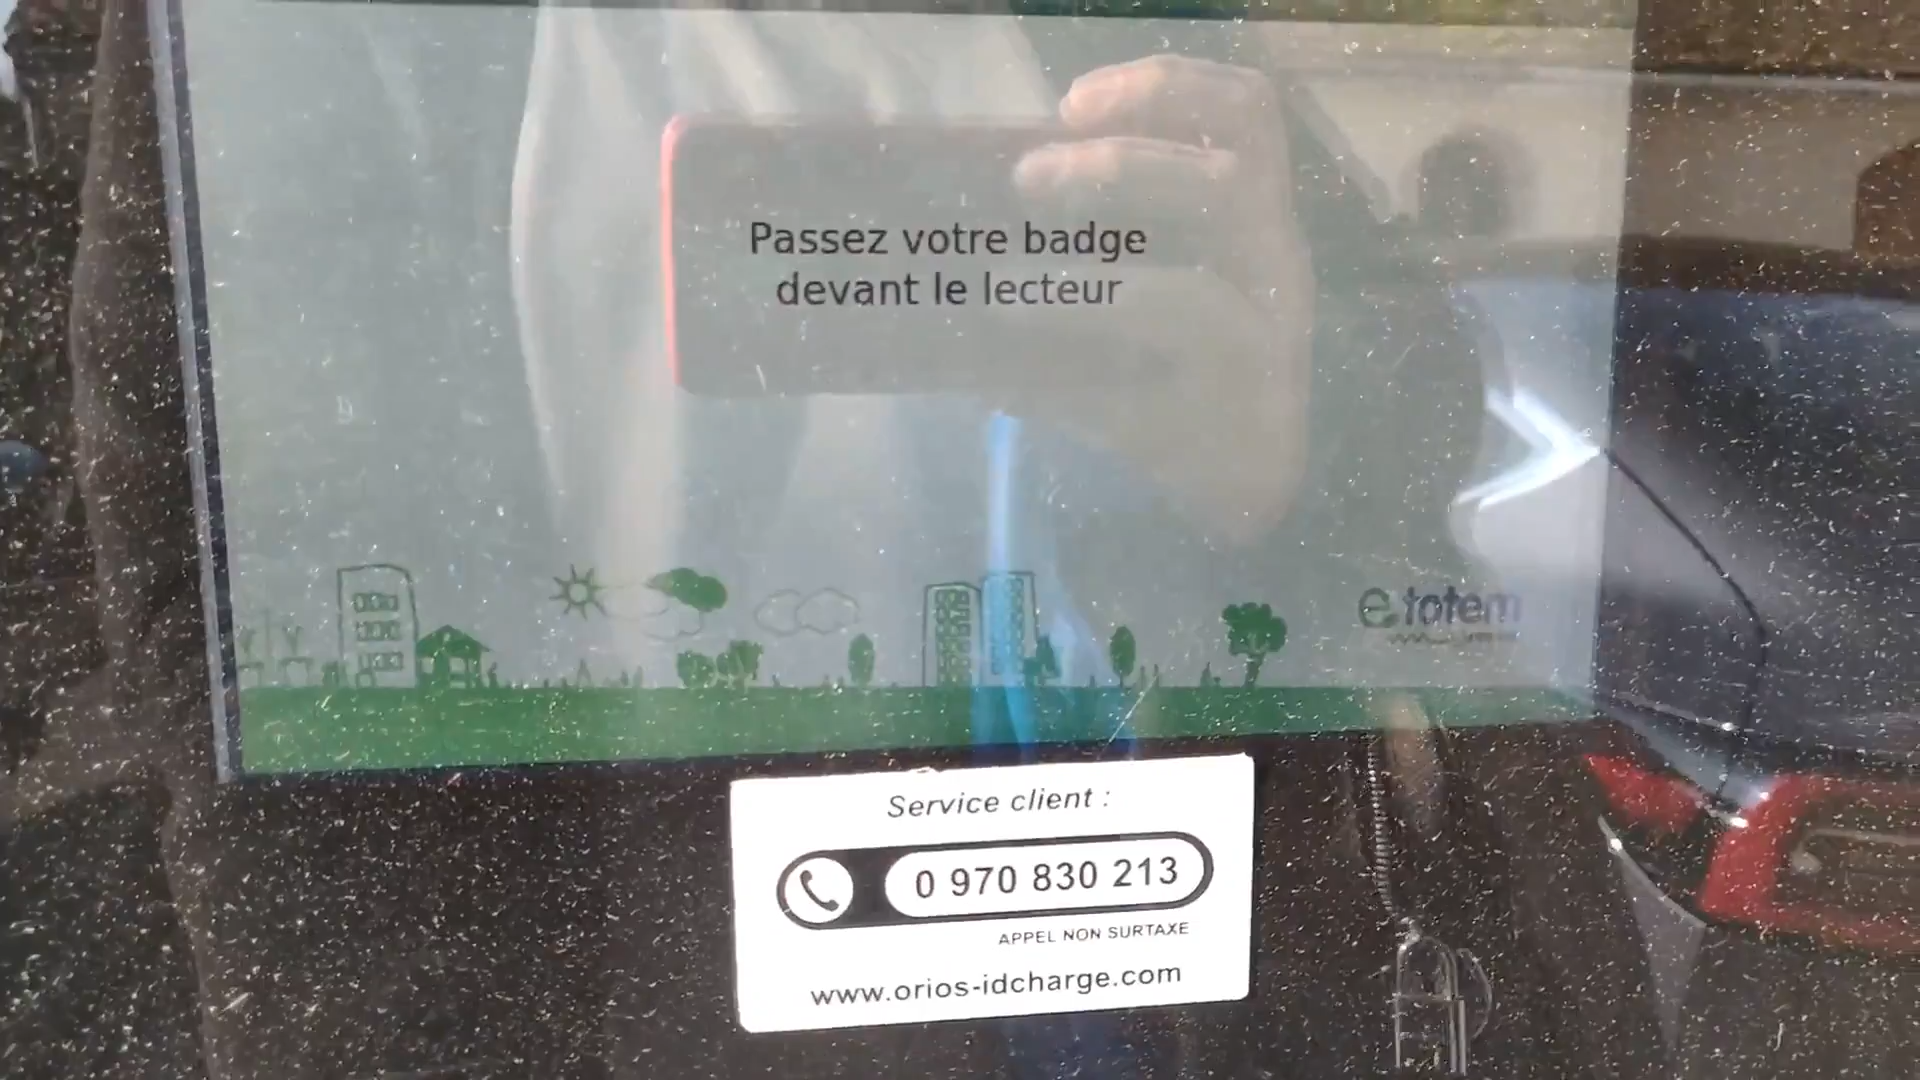 Passez votre badge
devant le lecteur
e totem
Service client :
0 970 830 213
APPEL NON SURTAXE
www.orios-idcharge.com